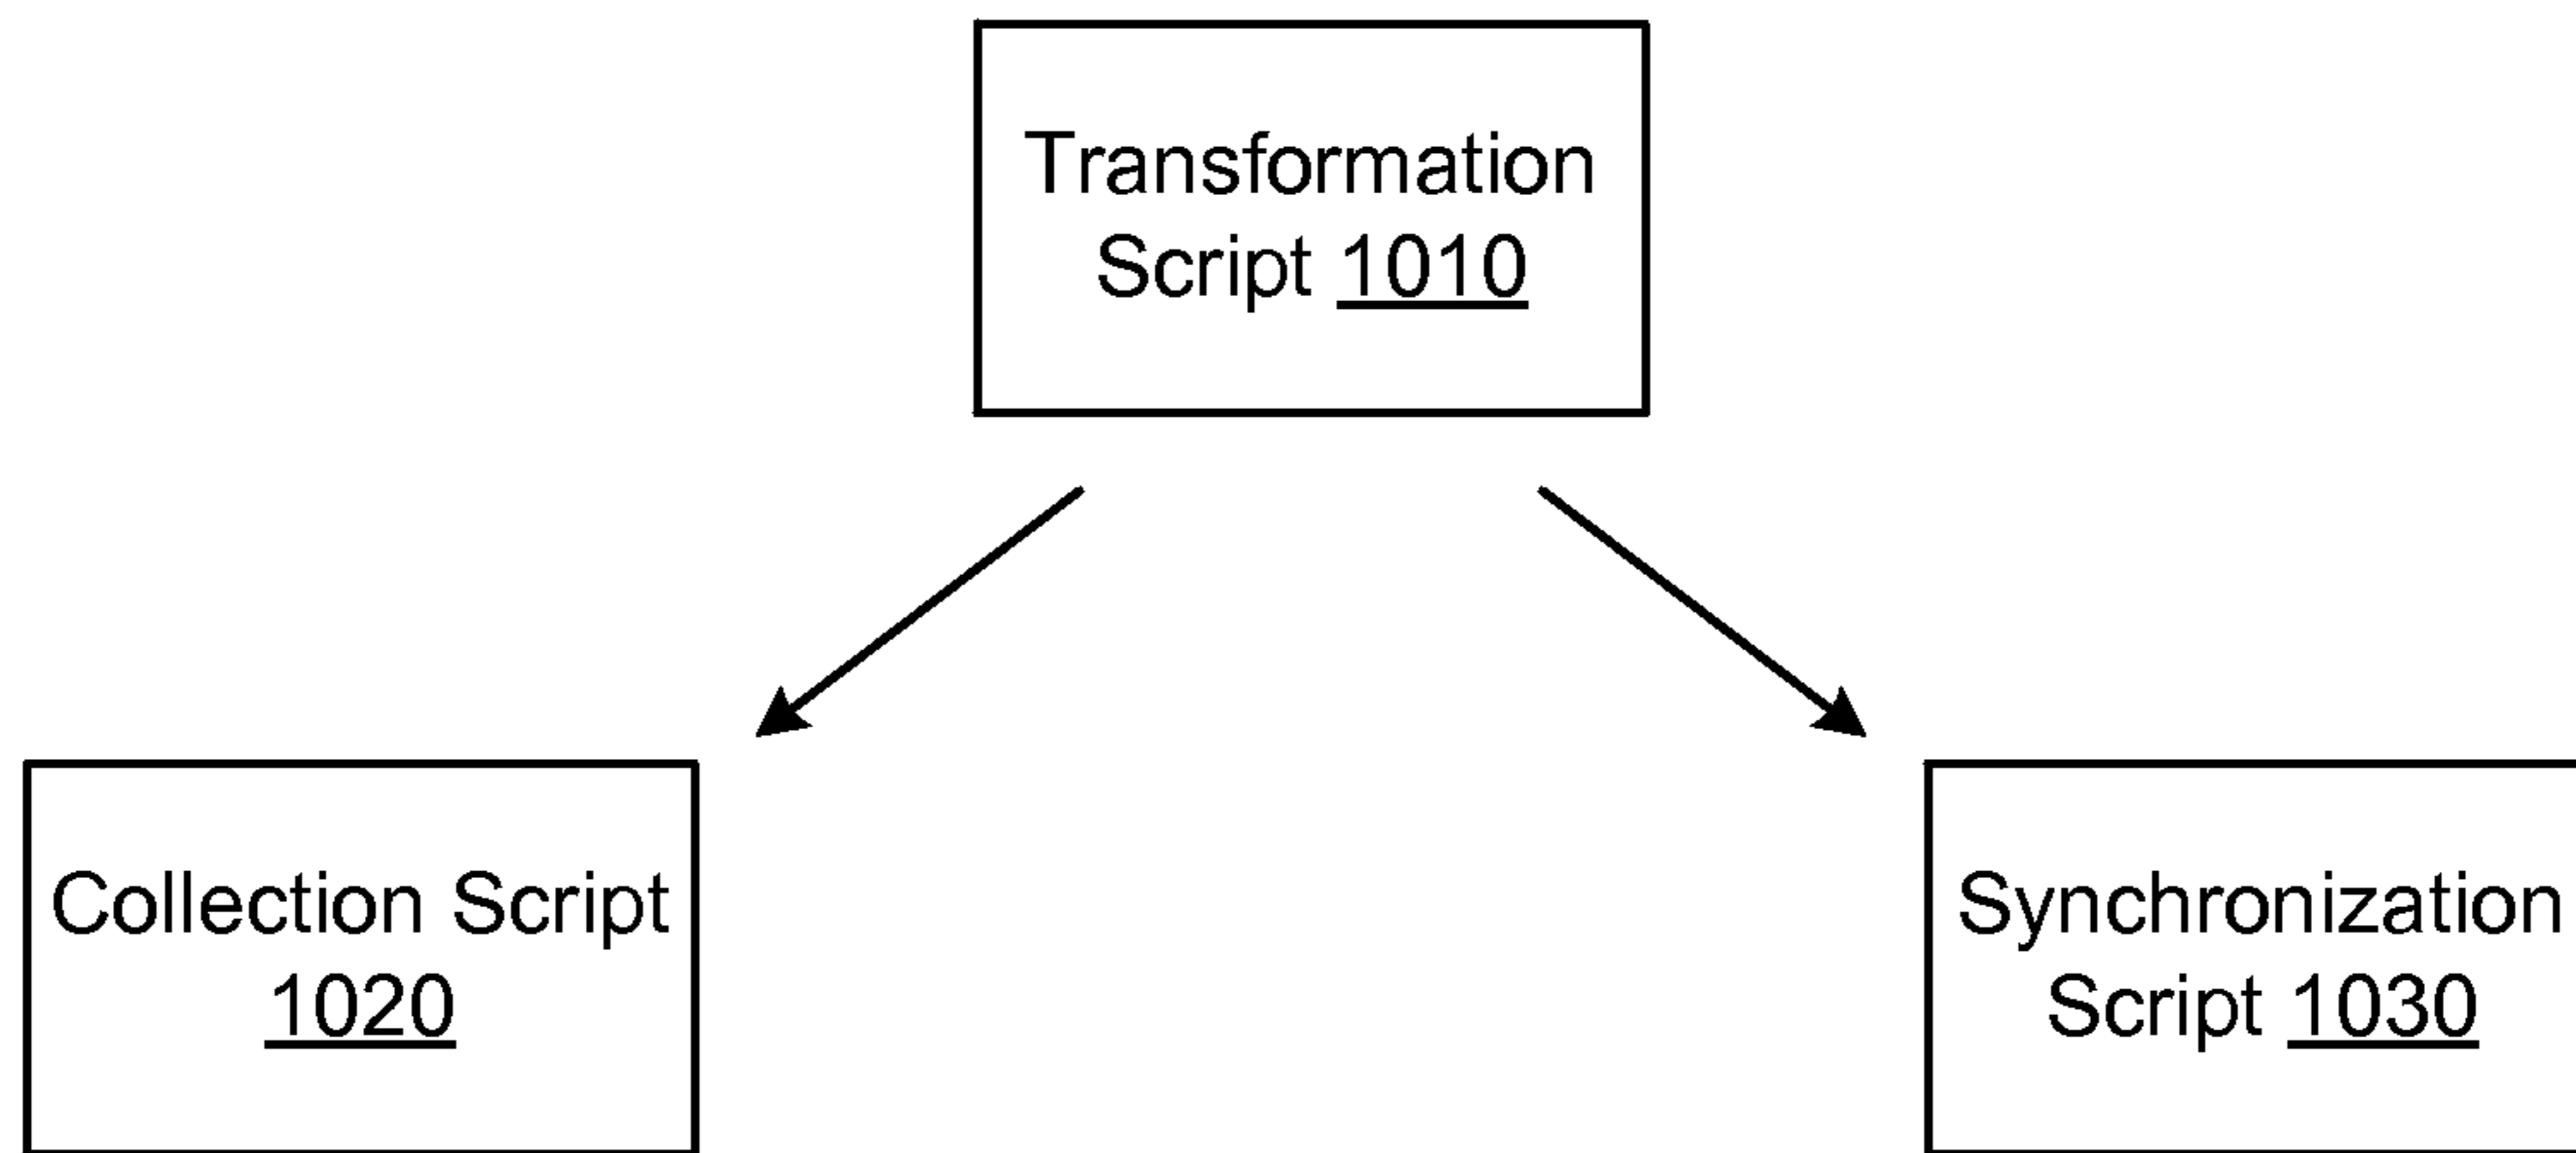 Transformation
Script 1010
Collection Script
1020
Synchronization
Script 1030